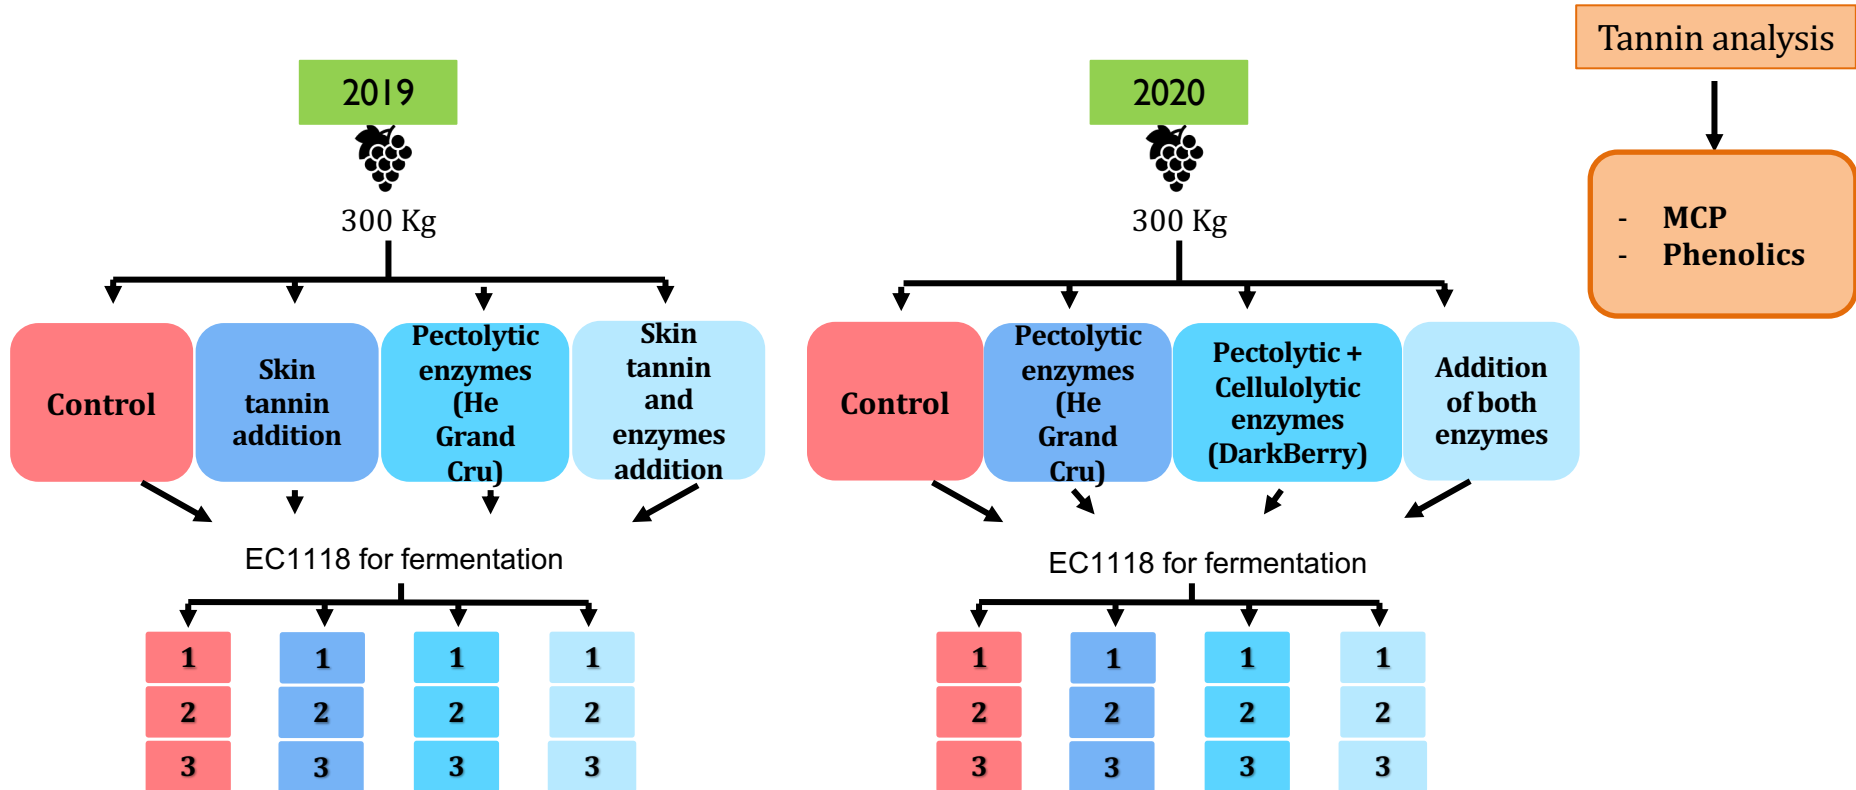 2019
300 Kg
Control
Skin
tannin
addition
Pectolytic
enzymes
(He
Grand
Cru)
Skin
tannin
and
enzymes
addition
EC1118 for fermentation
1
1
1
1
2
2
2
2
3
3
3
3
2020
300 Kg
Control
Pectolytic
enzymes
(He
Grand
Cru)
Pectolytic +
Cellulolytic
enzymes
(DarkBerry)
Addition
of both
enzymes
EC1118 for fermentation
1
1
1
1
2
2
2
2
3
3
3
3
Tannin analysis
- MCP
- Phenolics